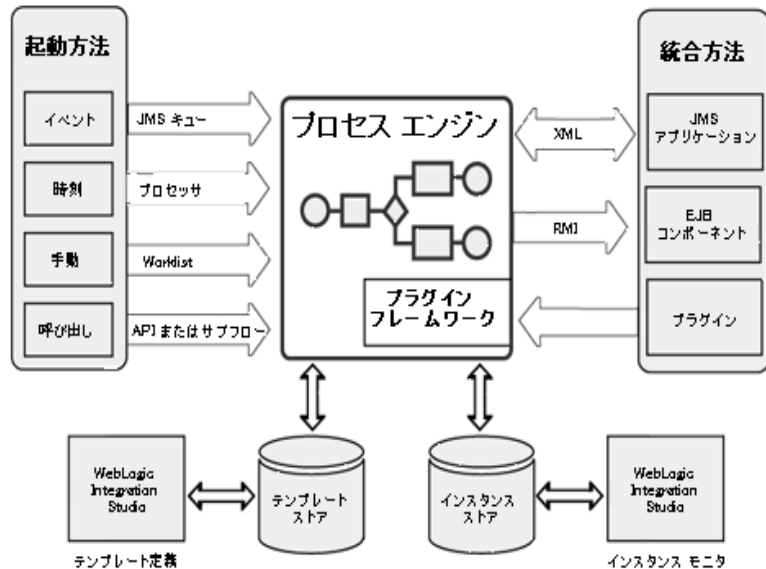 起動方法
イベント
時刻
手動
呼び出し
JMS キュー
プロセッサ
Worklist
API またはサブフロー
プロセス エンジン
プラグイン
フレームワーク
XML
RMI
統合方法
JMS
アプリケーション
EJB
コンポーネント
プラグイン
WebLogic
Integration
Studio
テンプレート定義
テンプレート
ストア
インスタンス
ストア
WebLogic
Integration
Studio
インスタンス モニタ